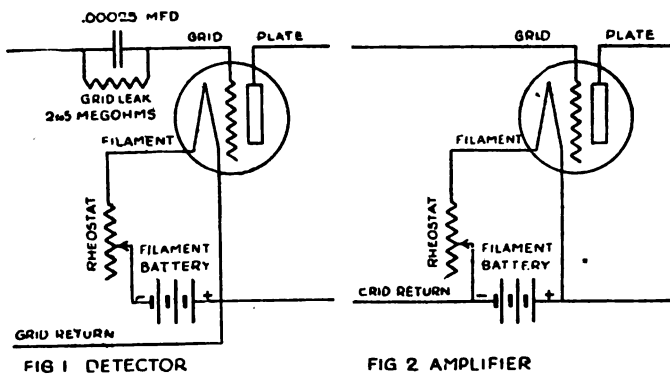 .00025 MFD
GRID
PLATE
GRID LEAK
2 to 5 MEGOHMS
FILAMENT
RHEOSTAT
FILAMENT
BATTERY
- +
GRID RETURN
FIG 1 DETECTOR
GRID
PLATE
FILAMENT
RHEOSTAT
FILAMENT
BATTERY
- +
GRID RETURN
FIG 2 AMPLIFIER